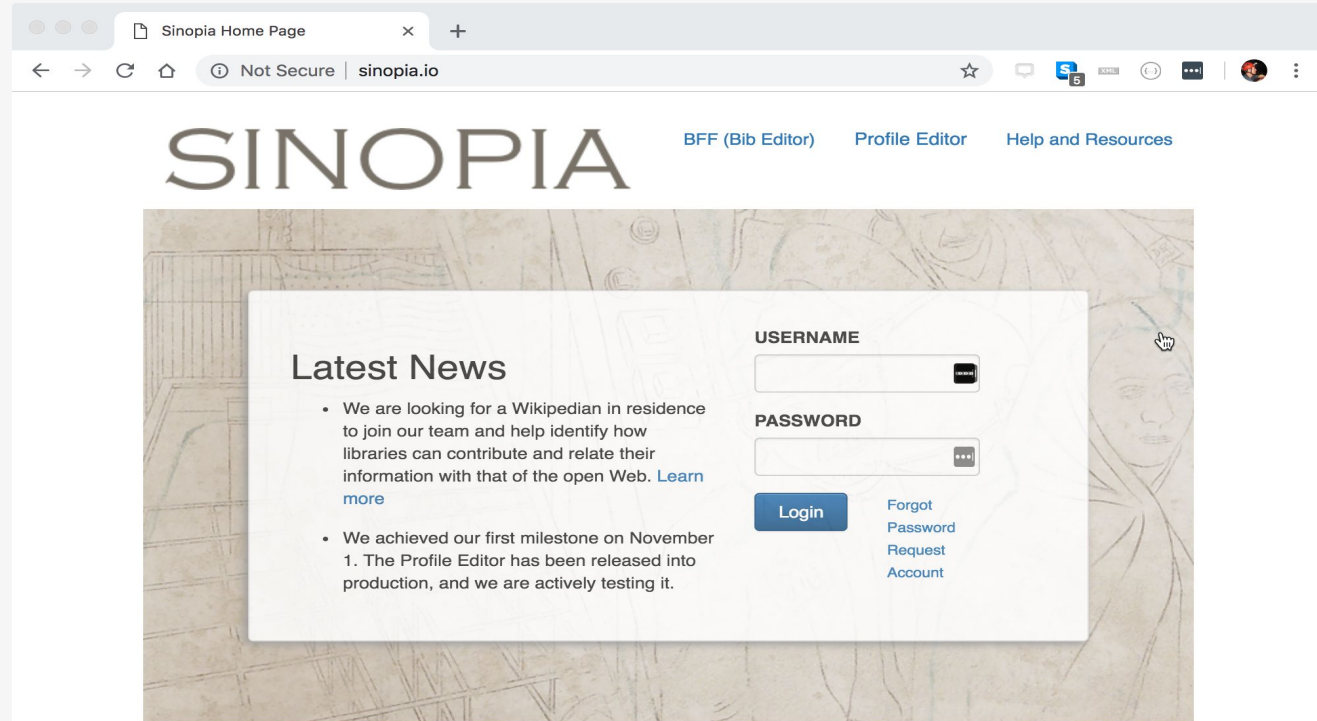 Sinopia Home Page
Not Secure | sinopia.io
5
XML
SINOPIA
BFF (Bib Editor) Profile Editor Help and Resources
Latest News
• We are looking for a Wikipedian in residence
to join our team and help identify how
libraries can contribute and relate their
information with that of the open Web. Learn
more
• We achieved our first milestone on November
1. The Profile Editor has been released into
production, and we are actively testing it.
USERNAME
PASSWORD
Login
Forgot
Password
Request
Account